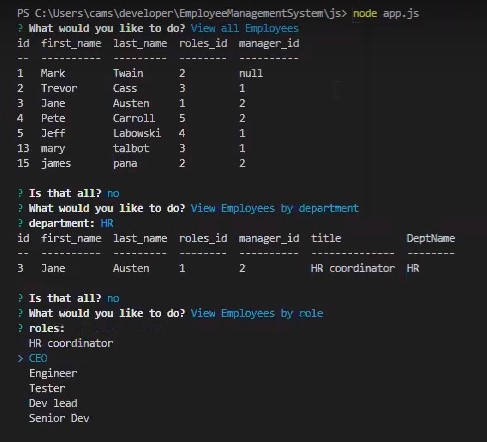 PS C:\Users\cams\developer\EmployeeManagementSystem\js> node app.js
? What would you like to do? View all Employees
id first_name last_name roles_id manager_id
-- ---------- --------- -------- ----------
1 Mark Twain 2 null
2 Trevor Cass 3 1
3 Jane Austen 1 2
4 Pete Carroll 5 2
5 Jeff Labowski 4 1
13 mary talbot 3 1
15 james pana 2 2
? Is that all? no
? What would you like to do? View Employees by department
? department: HR
id first_name last_name roles_id manager_id title DeptName
-- ---------- --------- -------- ---------- -------------- --------
3 Jane Austen 1 2 HR coordinator HR
? Is that all? no
? What would you like to do? View Employees by role
? roles:
HR coordinator
> CEO
Engineer
Tester
Dev lead
Senior Dev